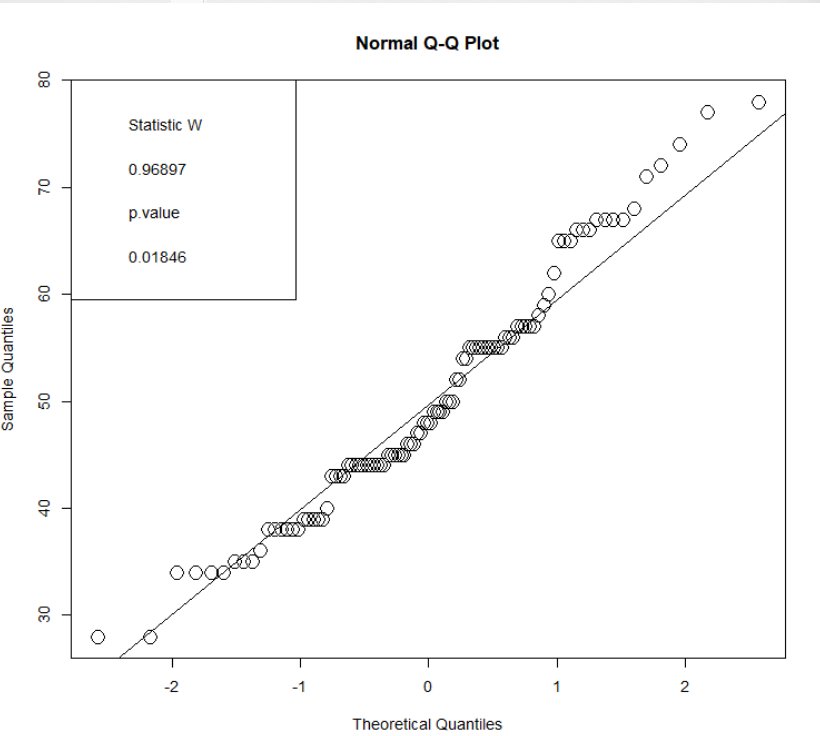 Normal Q-Q Plot
Statistic W
0.96897
p.value
0.01846
80
70
60
50
40
30
Sample Quantiles
-2
-1
0
1
2
Theoretical Quantiles